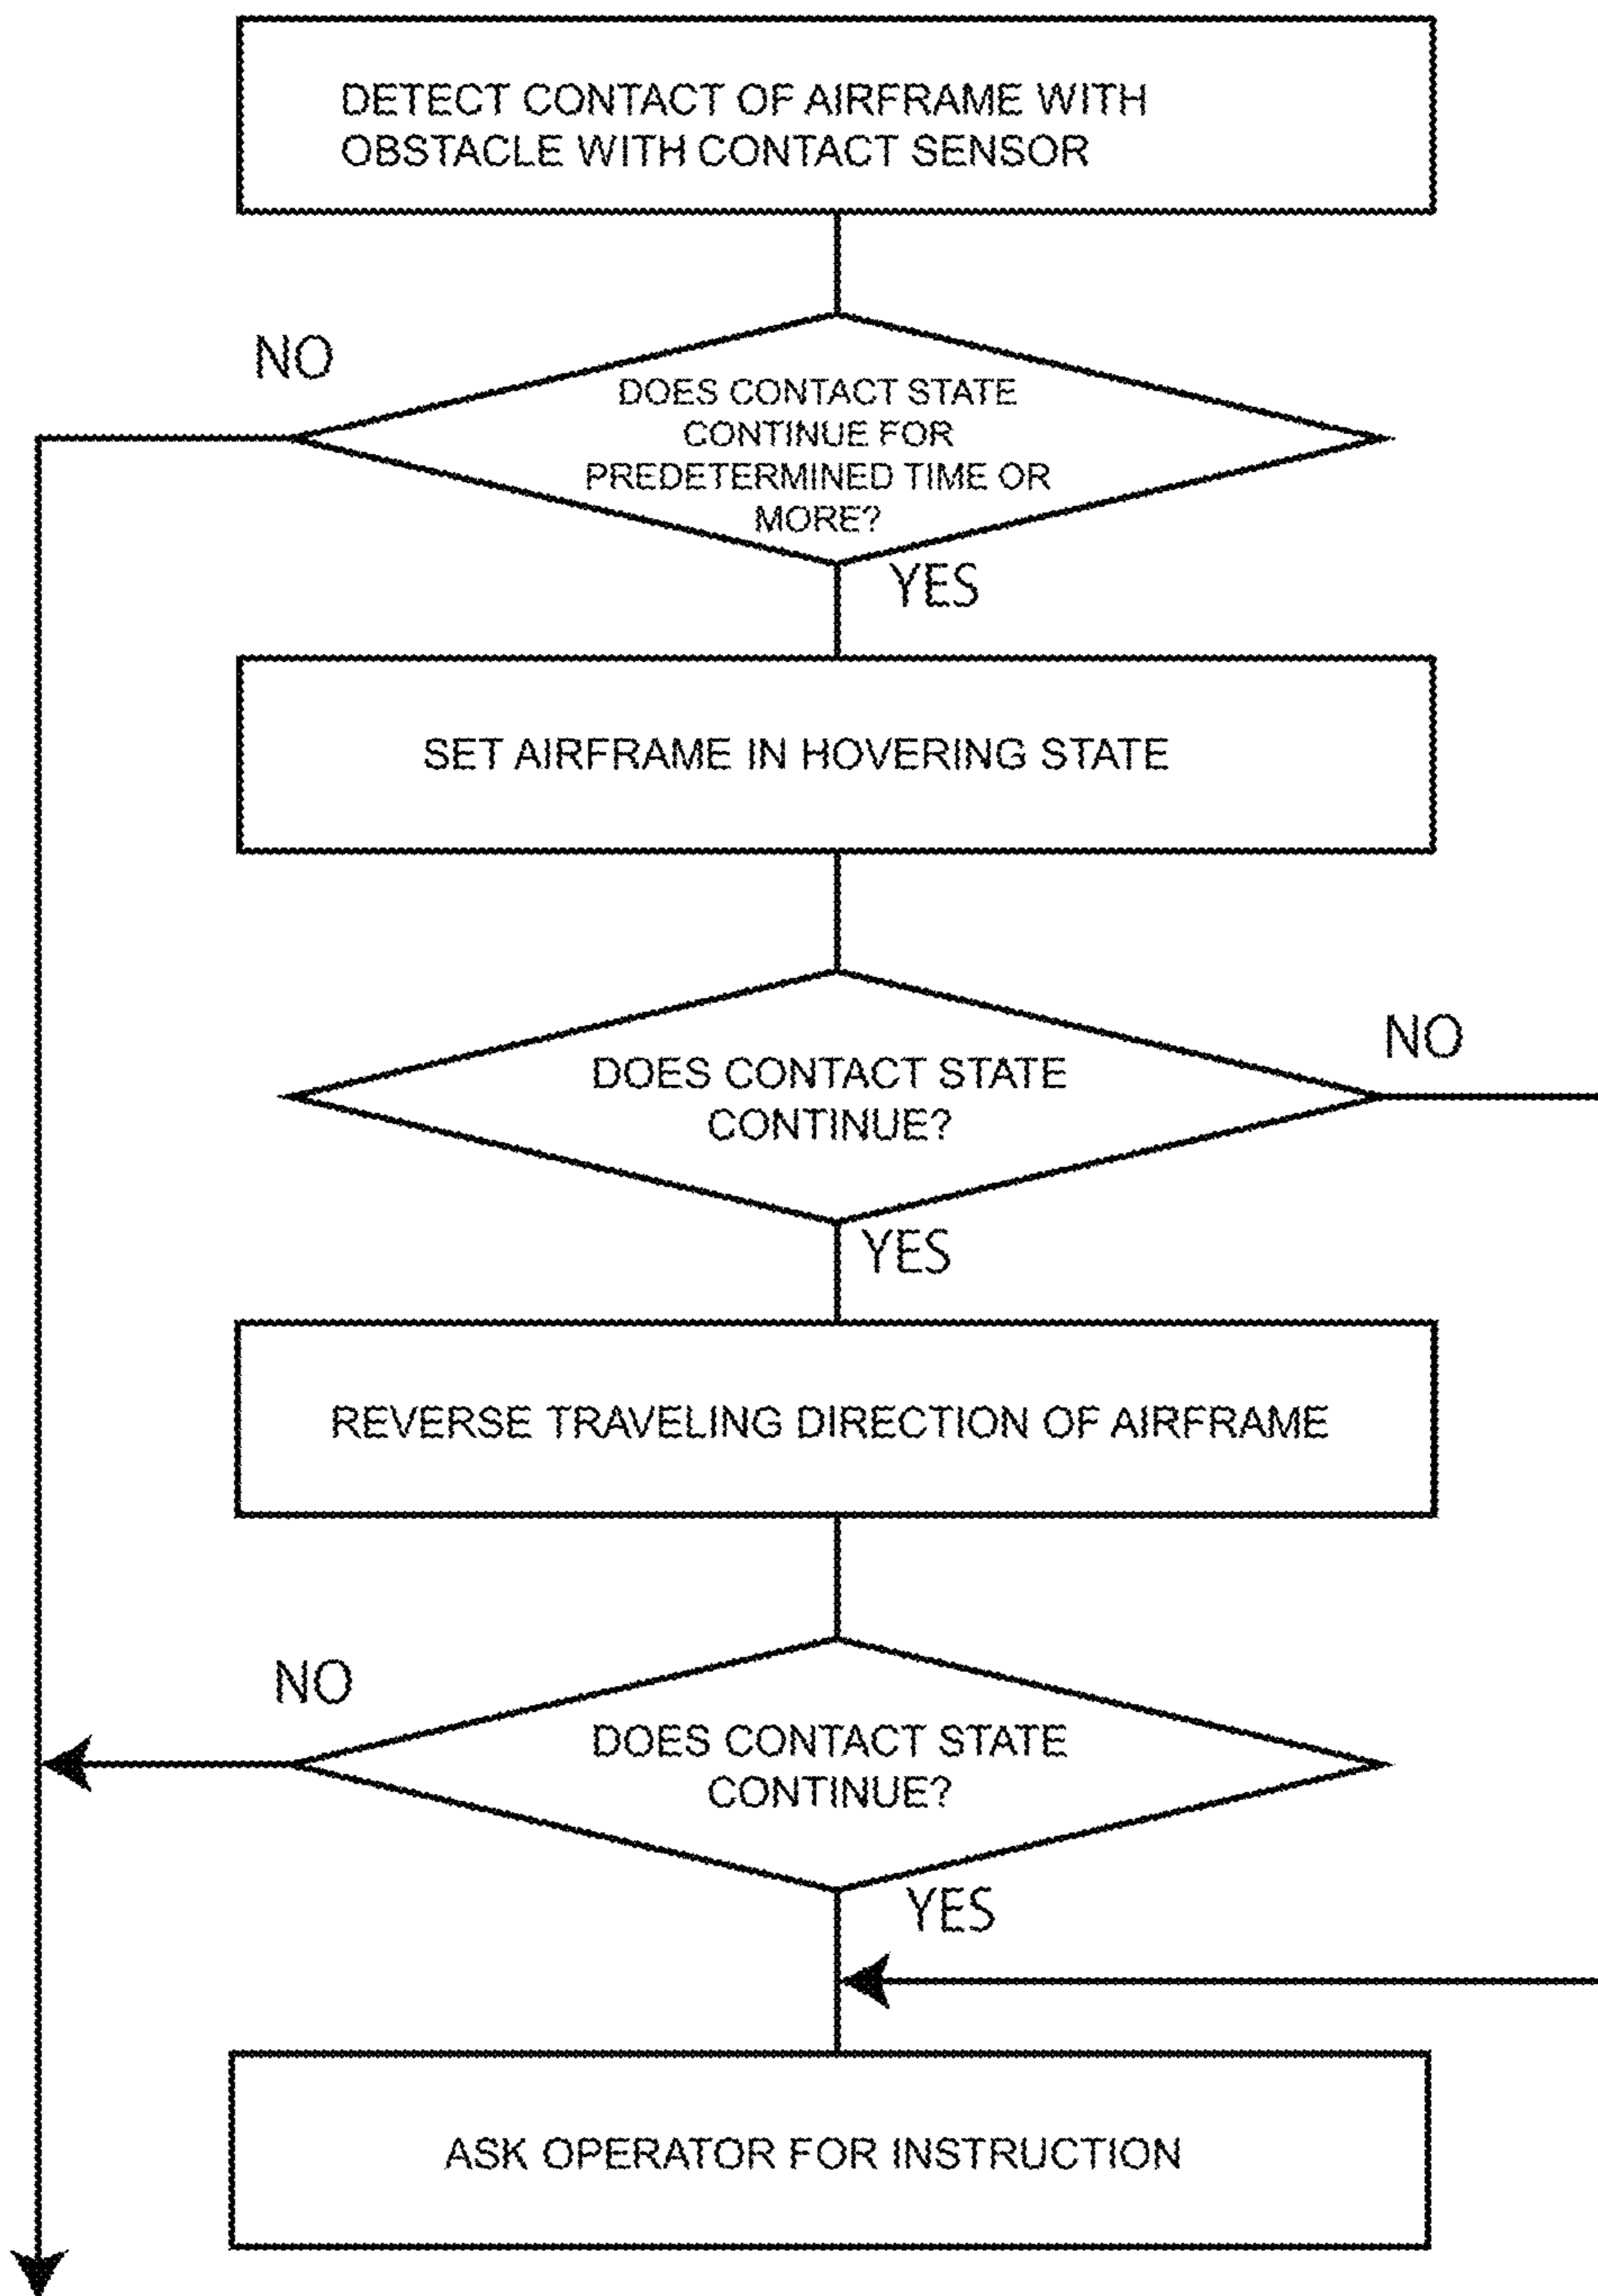 DETECT CONTACT OF AIRFRAME WITH
OBSTACLE WITH CONTACT SENSOR
NO
DOES CONTACT STATE
CONTINUE FOR
PREDETERMINED TIME OR
MORE?
YES
SET AIRFRAME IN HOVERING STATE
NO
DOES CONTACT STATE
CONTINUE?
YES
REVERSE TRAVELING DIRECTION OF AIRFRAME
NO
DOES CONTACT STATE
CONTINUE?
YES
ASK OPERATOR FOR INSTRUCTION